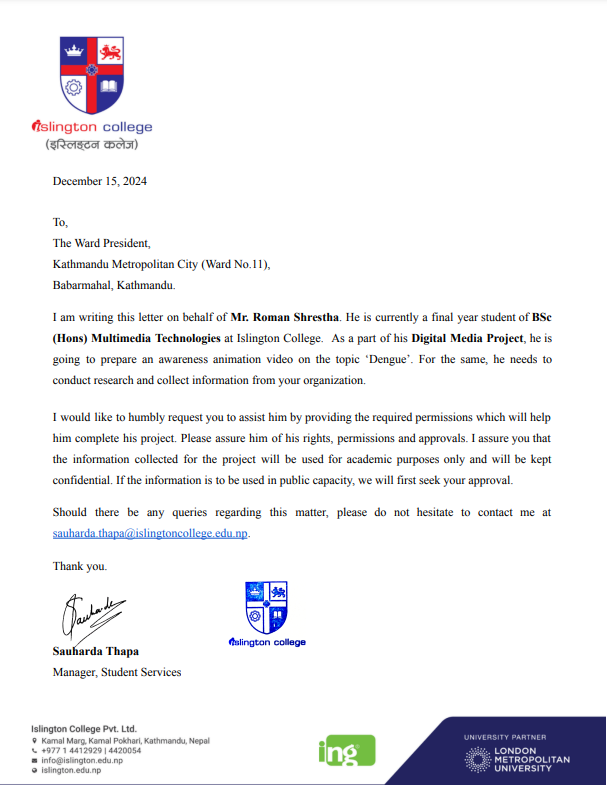 islington college
(इस्लिङ्टन कलेज)
December 15, 2024
To,
The Ward President,
Kathmandu Metropolitan City (Ward No.11),
Babarmahal, Kathmandu.
I am writing this letter on behalf of Mr. Roman Shrestha. He is currently a final year student of BSc
(Hons) Multimedia Technologies at Islington College. As a part of his Digital Media Project, he is
going to prepare an awareness animation video on the topic ‘Dengue’. For the same, he needs to
conduct research and collect information from your organization.
I would like to humbly request you to assist him by providing the required permissions which will help
him complete his project. Please assure him of his rights, permissions and approvals. I assure you that
the information collected for the project will be used for academic purposes only and will be kept
confidential. If the information is to be used in public capacity, we will first seek your approval.
Should there be any queries regarding this matter, please do not hesitate to contact me at
sauharda.thapa@islingtoncollege.edu.np.
Thank you.
Sauharda
islington college
Sauharda Thapa
Manager, Student Services
Islington College Pvt. Ltd.
Kamal Marg, Kamal Pokhari, Kathmandu, Nepal
+977 1 4412929 | 4420054
info@islington.edu.np
islington.edu.np
ing
UNIVERSITY PARTNER
LONDON
METROPOLITAN
UNIVERSITY